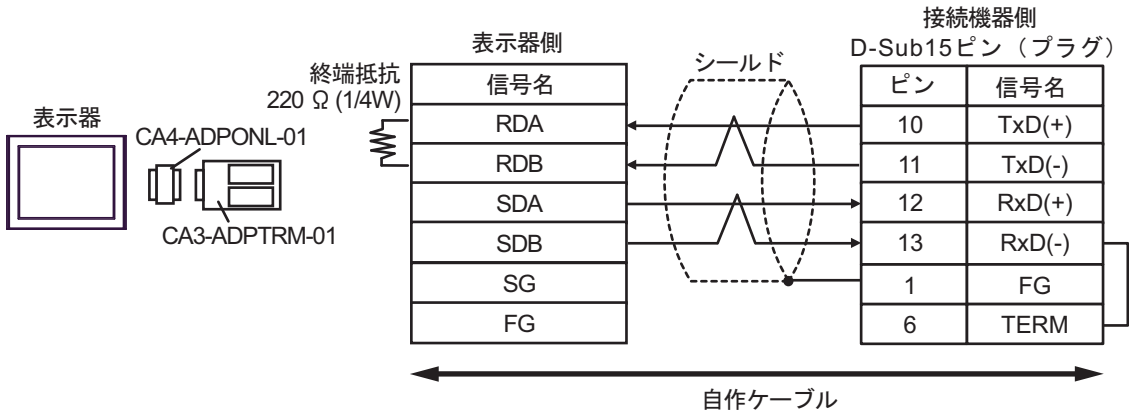 表示器
CA4-ADPONL-01
CA3-ADPTRM-01
終端抵抗
220 Ω (1/4W)
表示器側
信号名
RDA
RDB
SDA
SDB
SG
FG
シールド
接続機器側
D-Sub15ピン（プラグ）
ピン 信号名
10 TxD(+)
11 TxD(-)
12 RxD(+)
13 RxD(-)
1 FG
6 TERM
自作ケーブル